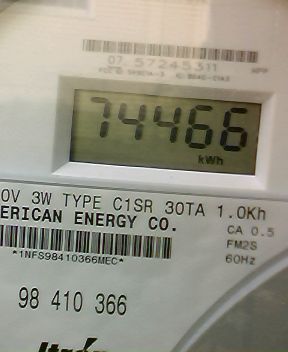 07 57245311
74466
kWh
0V 3W TYPE C1SR 30TA 1.0Kh
ERICAN ENERGY CO.
CA 0.5
FM2S
60Hz
*1NFS98410366MEC*
98 410 366
Itron